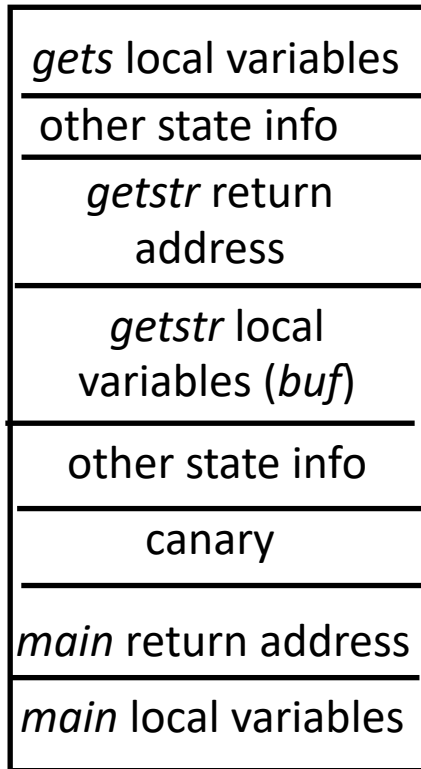 gets local variables
other state info
getstr return
address
getstr local
variables (buf)
other state info
canary
main return address
main local variables